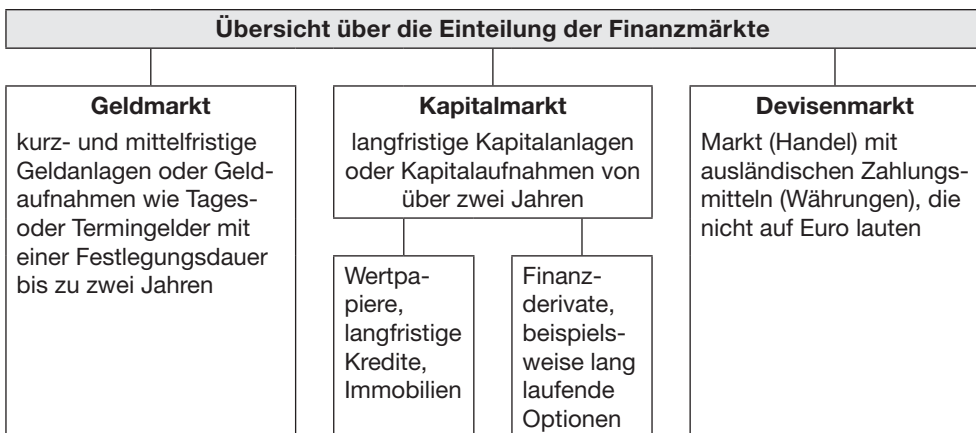 Übersicht über die Einteilung der Finanzmärkte
Geldmarkt
kurz- und mittelfristige
Geldanlagen oder Geld-
aufnahmen wie Tages-
oder Termingelder mit
einer Festlegungsdauer
bis zu zwei Jahren
Kapitalmarkt
langfristige Kapitalanlagen
oder Kapitalaufnahmen von
über zwei Jahren
Wertpa-
piere,
langfristige
Kredite,
Immobilien
Finanz-
derivate,
beispiels-
weise lang
laufende
Optionen
Devisenmarkt
Markt (Handel) mit
ausländischen Zahlungs-
mitteln (Währungen), die
nicht auf Euro lauten